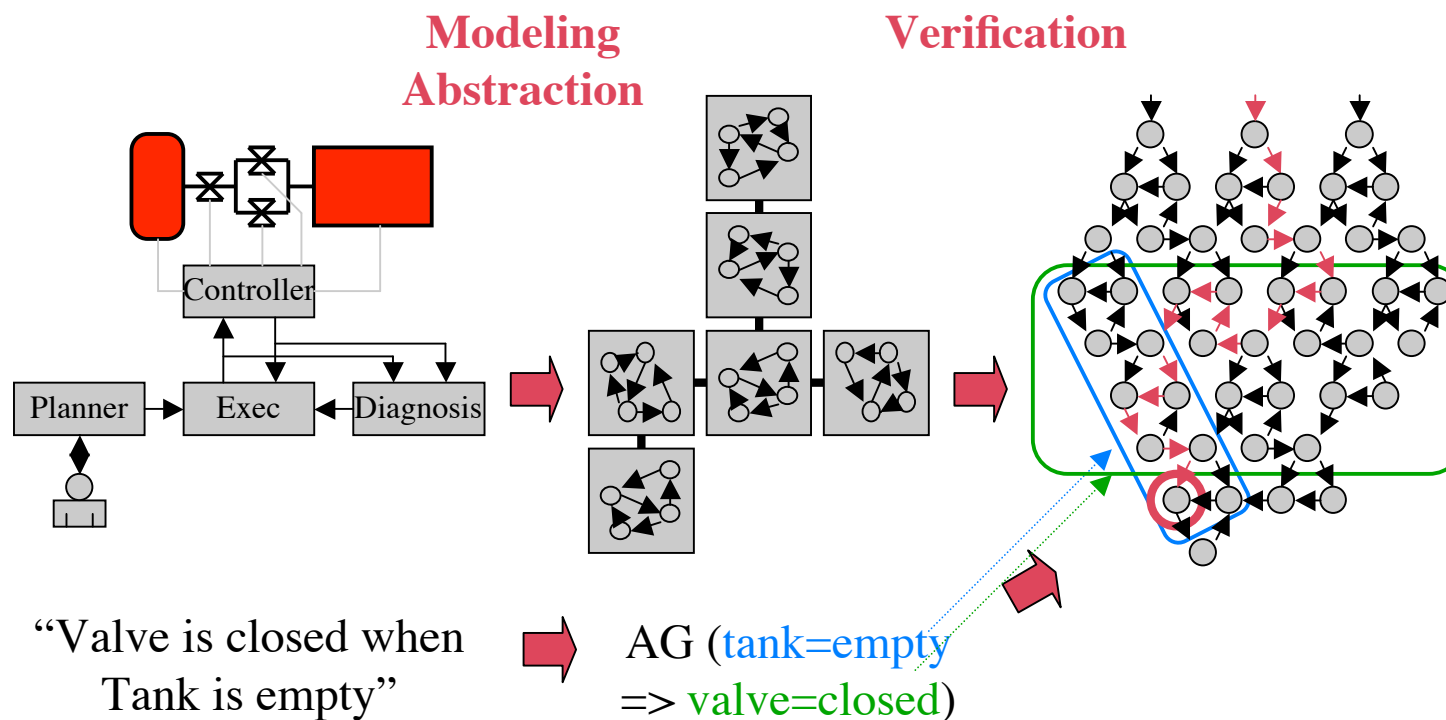 Modeling
Abstraction
Verification
Controller
Planner
Exec
Diagnosis
“Valve is closed when
Tank is empty”
AG (tank=empty
=> valve=closed)